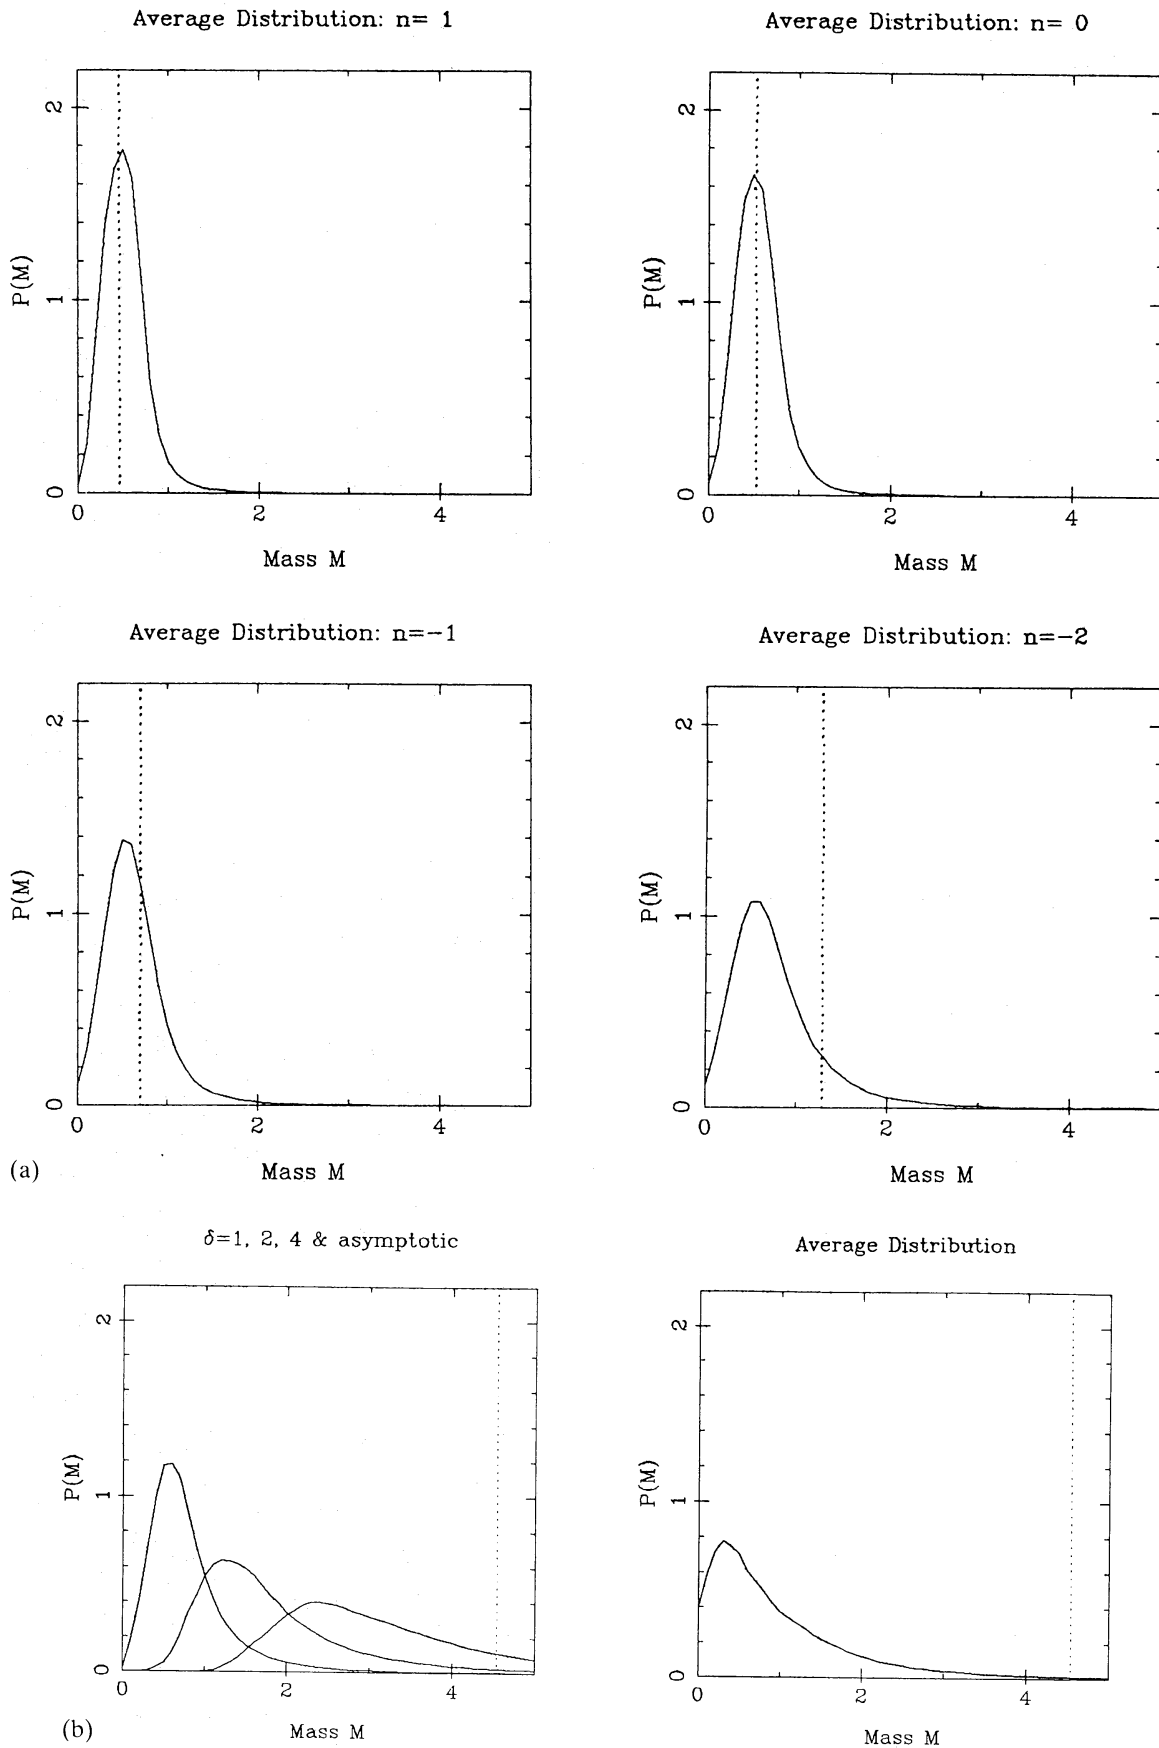 Average Distribution: n= 1
2
1
0
P(M)
0 2 4
Mass M
Average Distribution: n= 0
2
1
0
P(M)
0 2 4
Mass M
Average Distribution: n=-1
2
1
0
P(M)
0 2 4
Mass M
Average Distribution: n=-2
2
1
0
P(M)
0 2 4
Mass M
(a)
δ=1, 2, 4 & asymptotic
2
1
0
P(M)
0 2 4
Mass M
Average Distribution
2
1
0
P(M)
0 2 4
Mass M
(b)